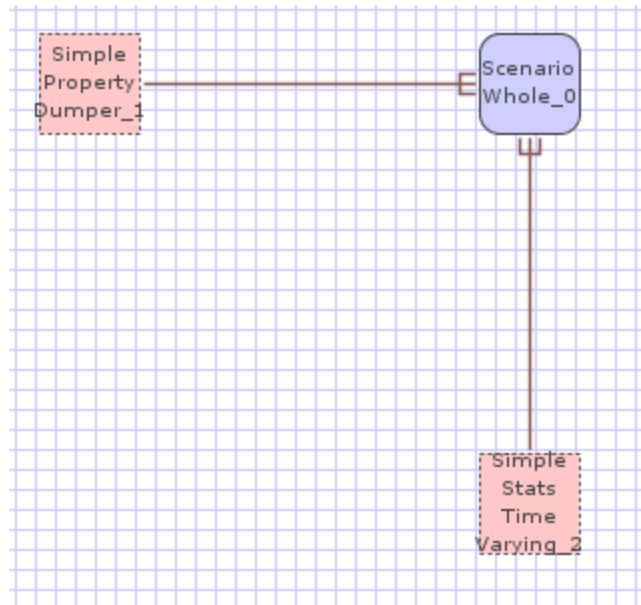 Simple
Property
Dumper_1
Scenario
Whole_0
Simple
Stats
Time
Varying_2